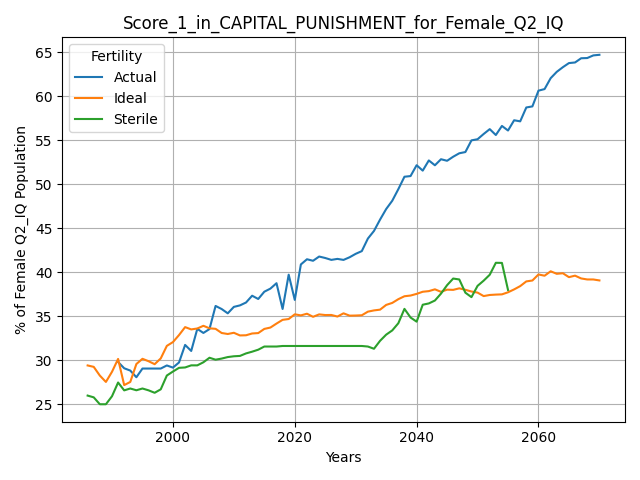 Score_1_in_CAPITAL_PUNISHMENT_for_Female_Q2_IQ
Fertility
Actual
Ideal
Sterile
% of Female Q2_IQ Population
65
60
55
50
45
40
35
30
25
2000
2020
2040
2060
Years